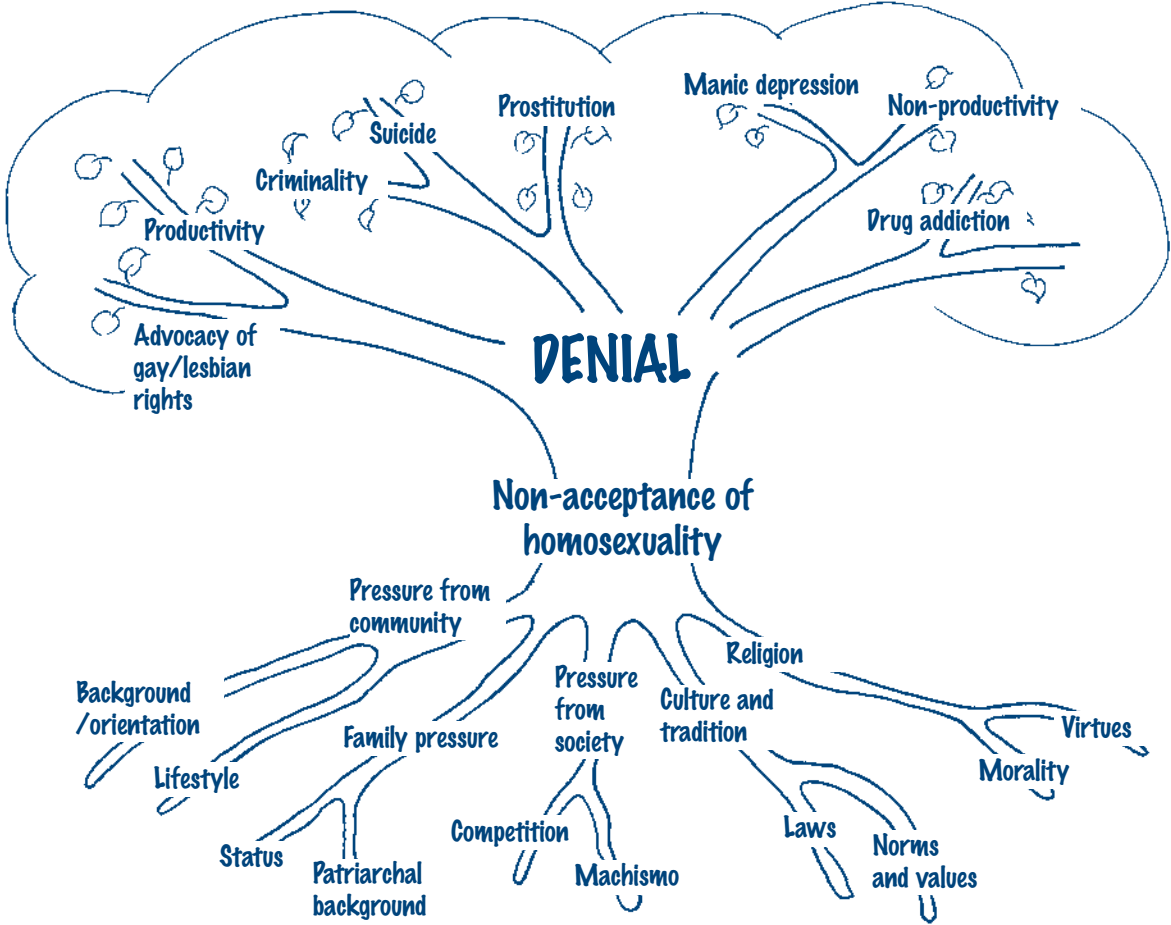 Manic depression
Non-productivity
Prostitution
Suicide
Criminality
Productivity
Drug addiction
Advocacy of
gay/lesbian
rights
DENIAL
Non-acceptance of
homosexuality
Pressure from
community
Religion
Pressure
from
society
Culture and
tradition
Background
/orientation
Family pressure
Lifestyle
Virtues
Morality
Competition
Laws
Norms
and values
Status
Patriarchal
background
Machismo